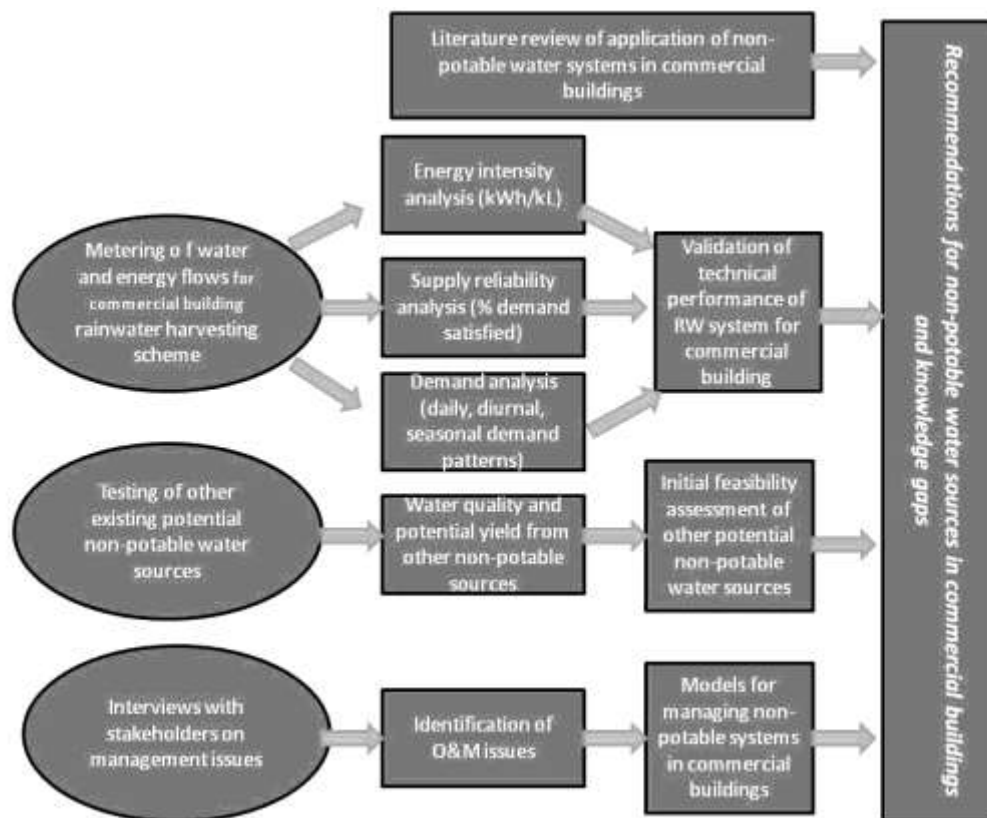 Literature review of application of non-
potable water systems in commercial
buildings
Energy intensity
analysis (kWh/kL)
Metering o f water
and energy flows for
commercial building
rainwater harvesting
scheme
Supply reliability
analysis (% demand
satisfied)
Validation of
technical
performance of
RW system for
commercial
building
Demand analysis
(daily, diurnal,
seasonal demand
patterns)
Testing of other
existing potential
non-potable water
sources
Water quality and
potential yield from
other non-potable
sources
Initial feasibility
assessment of
other potential
non-potable
water sources
Interviews with
stakeholders on
management issues
Identification of
O&M issues
Models for
managing non-
potable systems
in commercial
buildings
Recommendations for non-potable water sources in commercial buildings
and knowledge gaps